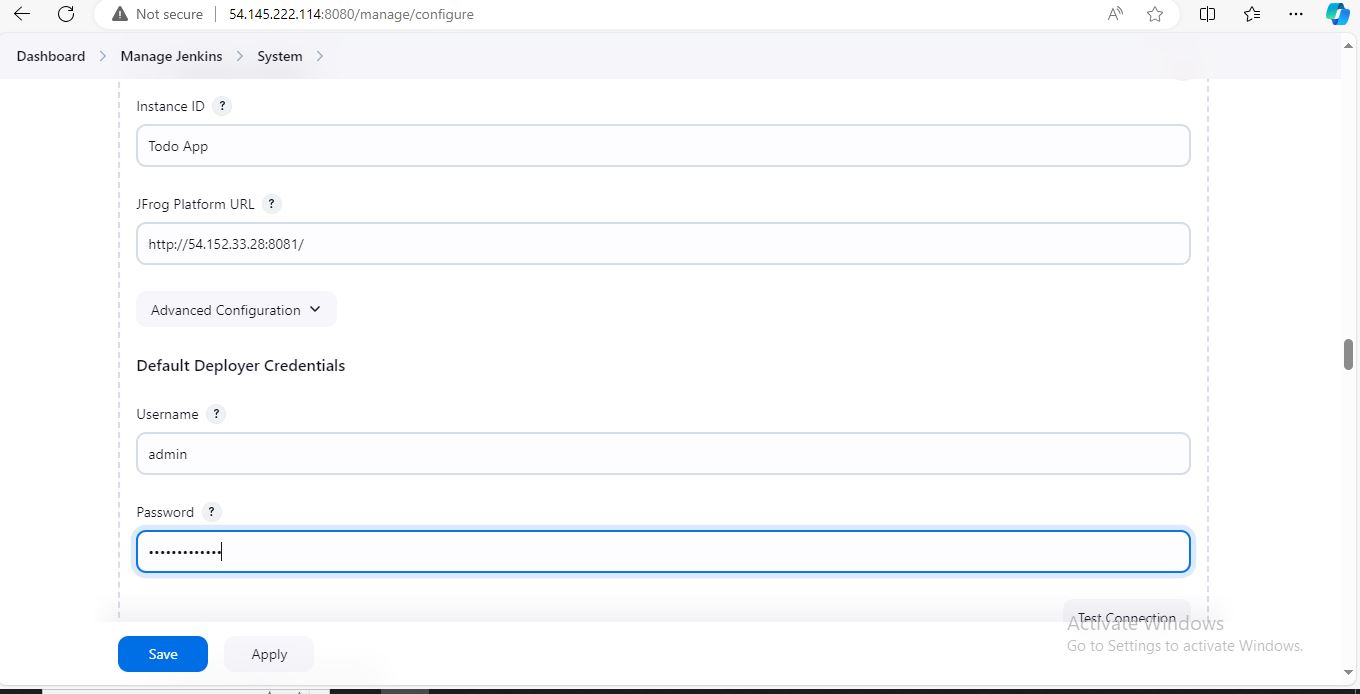 Not secure 54.145.222.114:8080/manage/configure
Dashboard > Manage Jenkins > System >
Instance ID ?
Todo App
JFrog Platform URL ?
http://54.152.33.28:8081/
Advanced Configuration
Default Deployer Credentials
Username ?
admin
Password ?
•••••••••••••
Test Connection
Activate Windows
Save Apply
Go to Settings to activate Windows.